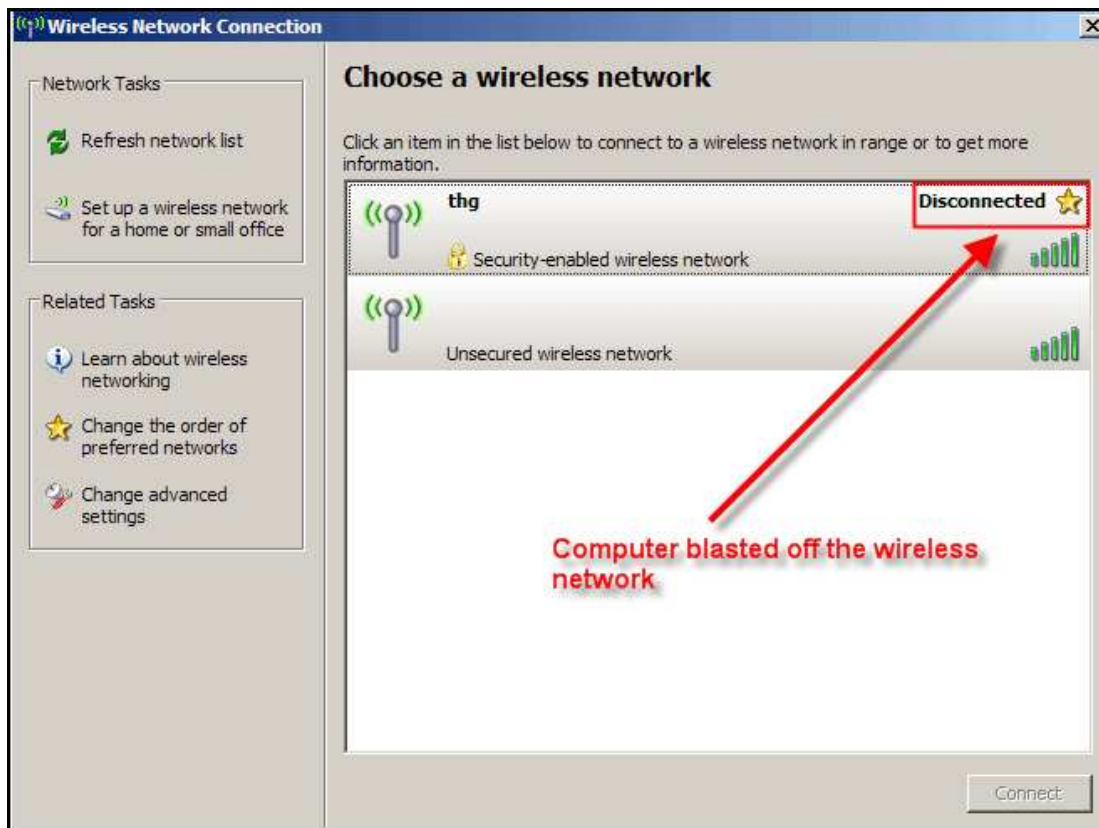 Wireless Network Connection
Network Tasks
Refresh network list
Set up a wireless network
for a home or small office
Related Tasks
Learn about wireless
networking
Change the order of
preferred networks
Change advanced
settings
Choose a wireless network
Click an item in the list below to connect to a wireless network in range or to get more
information.
thg
Disconnected
Security-enabled wireless network
Unsecured wireless network
Computer blasted off the wireless
network
Connect